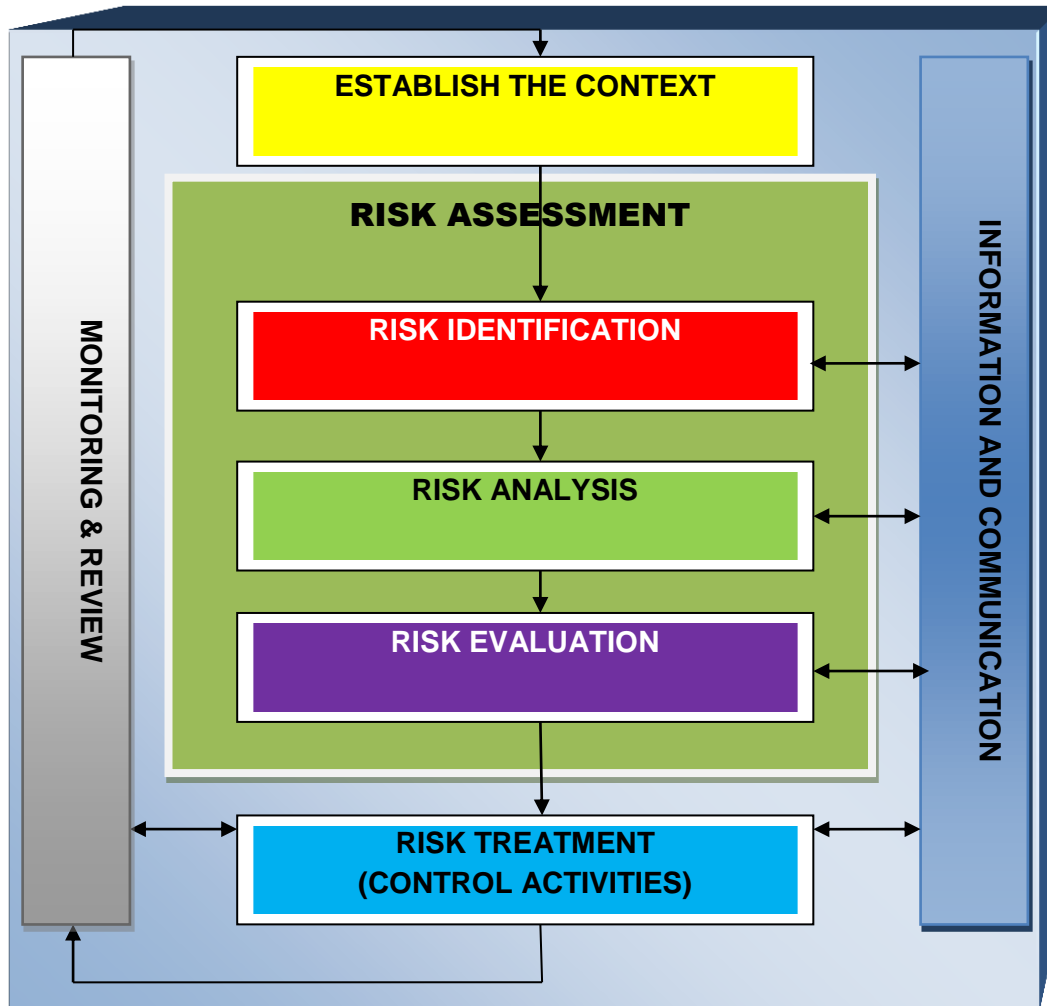 ESTABLISH THE CONTEXT
RISK ASSESSMENT
RISK IDENTIFICATION
RISK ANALYSIS
RISK EVALUATION
RISK TREATMENT
(CONTROL ACTIVITIES)
MONITORING & REVIEW
INFORMATION AND COMMUNICATION